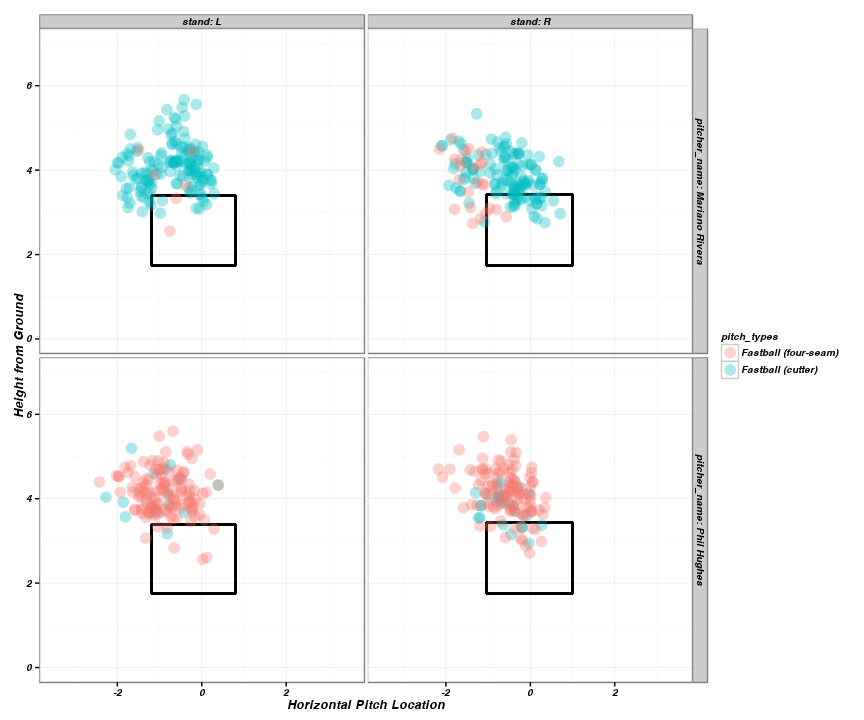 stand: L
stand: R
6
4
2
0
pitcher_name: Mariano Rivera
Height from Ground
pitch_types
Fastball (four-seam)
Fastball (cutter)
6
4
2
0
pitcher_name: Phil Hughes
-2
0
2
-2
0
2
Horizontal Pitch Location